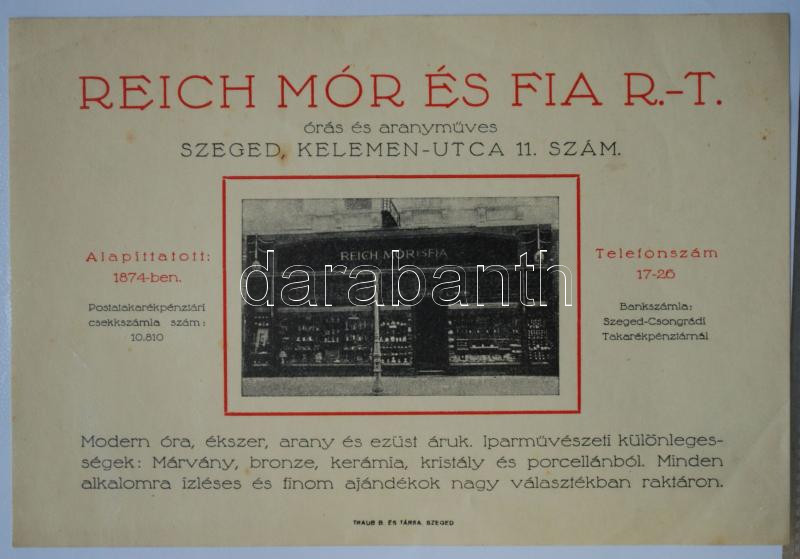 REICH MÓR ÉS FIA R.-T.
órás és aranyműves
SZEGED, KELEMEN-UTCA 11. SZÁM.
Alapíttatott:
1874-ben.
Postatakarékpénztári
csekkszámla szám:
10.810
REICH MÓR ÉS FIA
darabanth
Telefonszám
17-26
Bankszámla:
Szeged-Csongrádi
Takarékpénztárnál
Modern óra, ékszer, arany és ezüst áruk. Iparművészeti különleges-
ségek: Márvány, bronze, kerámia, kristály és porcellánból. Minden
alkalomra ízléses és finom ajándékok nagy választékban raktáron.
TRAUB B. ÉS TÁRSA, SZEGED